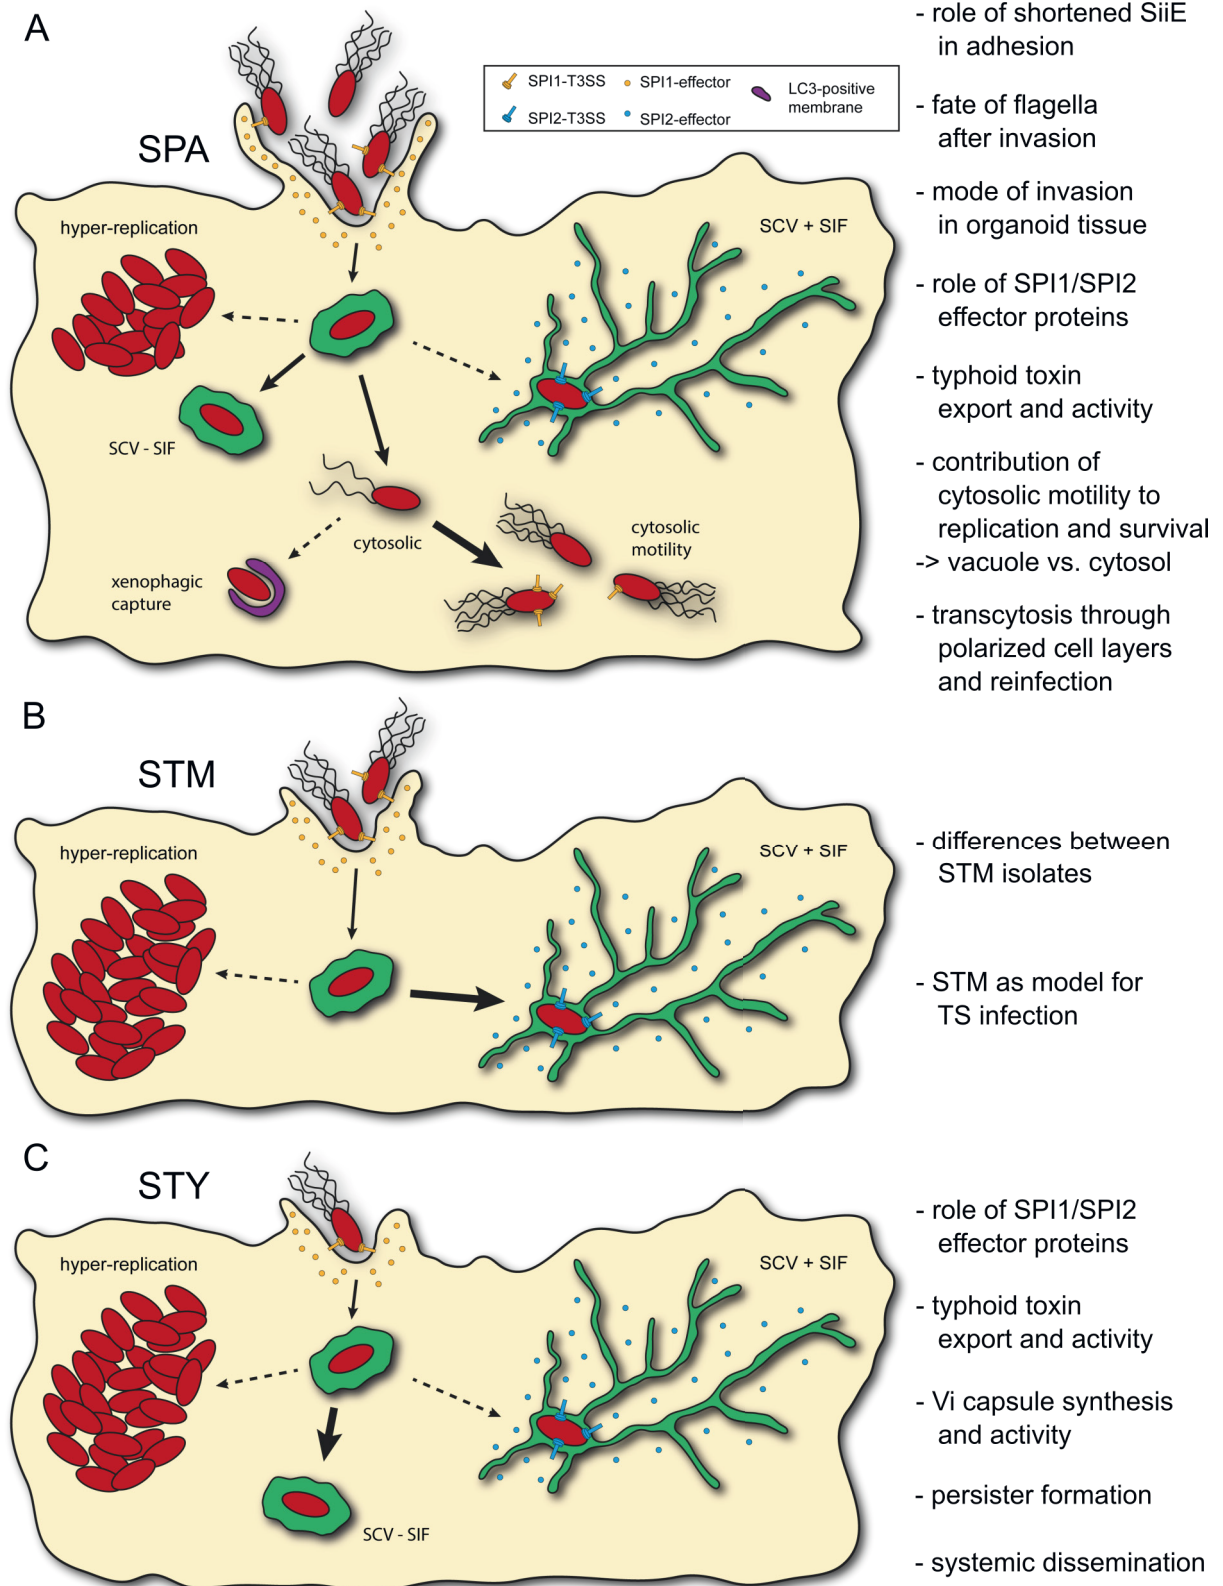 A
SPA
SPI1-T3SS
SPI1-effector
LC3-positive
membrane
SPI2-T3SS
SPI2-effector
hyper-replication
SCV + SIF
SCV - SIF
cytosolic
cytosolic
motility
xenophagic
capture
- role of shortened SiiE
in adhesion
- fate of flagella
after invasion
- mode of invasion
in organoid tissue
- role of SPI1/SPI2
effector proteins
- typhoid toxin
export and activity
- contribution of
cytosolic motility to
replication and survival
-> vacuole vs. cytosol
- transcytosis through
polarized cell layers
and reinfection
B
STM
hyper-replication
SCV + SIF
- differences between
STM isolates
- STM as model for
TS infection
C
STY
hyper-replication
SCV + SIF
SCV - SIF
- role of SPI1/SPI2
effector proteins
- typhoid toxin
export and activity
- Vi capsule synthesis
and activity
- persister formation
- systemic dissemination